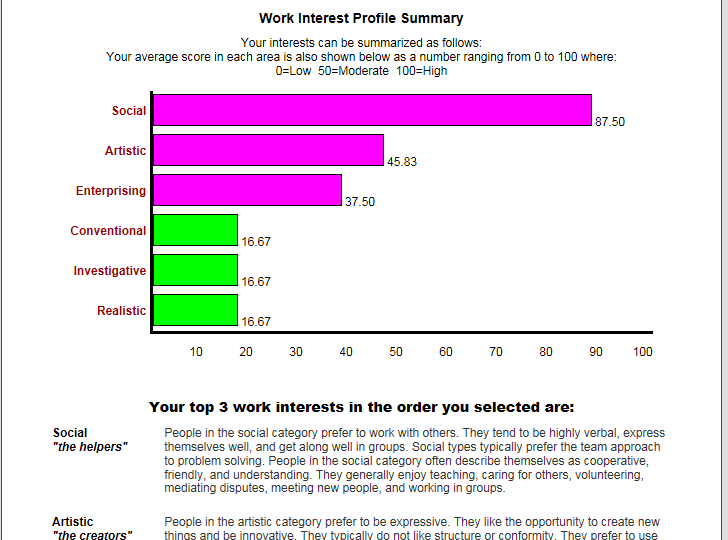 Work Interest Profile Summary
Your interests can be summarized as follows:
Your average score in each area is also shown below as a number ranging from 0 to 100 where:
0=Low 50=Moderate 100=High
Social 87.50
Artistic 45.83
Enterprising 37.50
Conventional 16.67
Investigative 16.67
Realistic 16.67
10 20 30 40 50 60 70 80 90 100
Your top 3 work interests in the order you selected are:
Social
"the helpers"
People in the social category prefer to work with others. They tend to be highly verbal, express
themselves well, and get along well in groups. Social types typically prefer the team approach
to problem solving. People in the social category often describe themselves as cooperative,
friendly, and understanding. They generally enjoy teaching, caring for others, volunteering,
mediating disputes, meeting new people, and working in groups.
Artistic
"the creators"
People in the artistic category prefer to be expressive. They like the opportunity to create new
things and be innovative. They typically do not like structure or conformity. They prefer to use